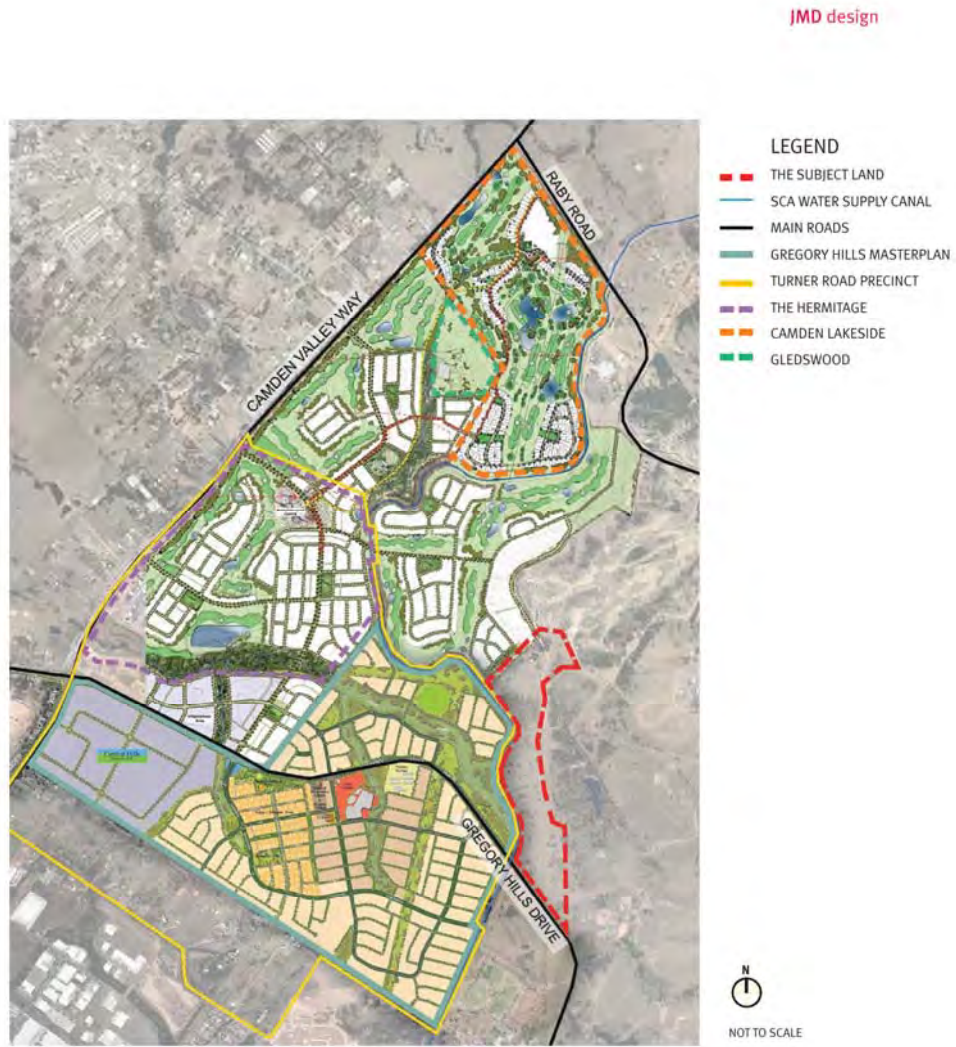 JMD design
LEGEND
THE SUBJECT LAND
SCA WATER SUPPLY CANAL
MAIN ROADS
GREGORY HILLS MASTERPLAN
TURNER ROAD PRECINCT
THE HERMITAGE
CAMDEN LAKESIDE
GLEDSWOOD
RABY ROAD
CAMDEN VALLEY WAY
GREGORY HILLS DRIVE
N
NOT TO SCALE